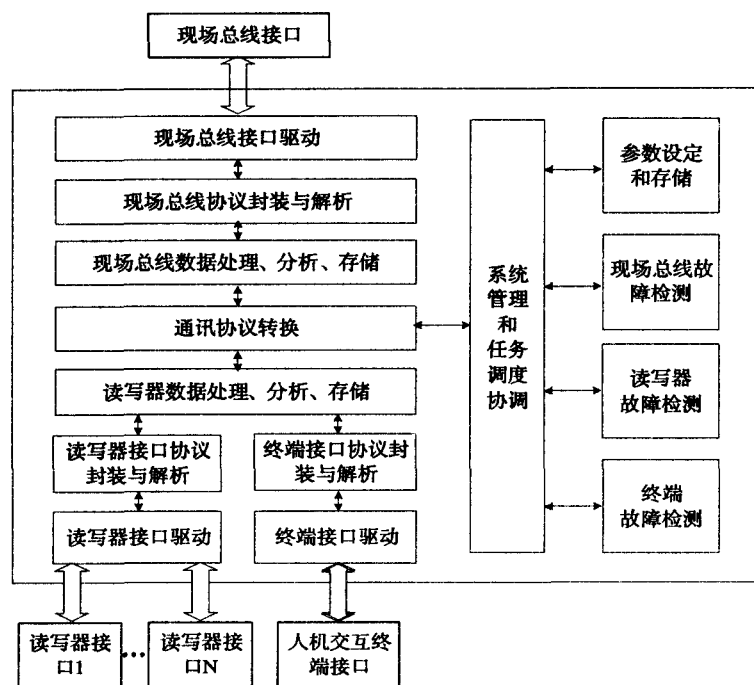 现场总线接口
现场总线接口驱动
现场总线协议封装与解析
现场总线数据处理、分析、存储
通讯协议转换
读写器数据处理、分析、存储
读写器接口协议
封装与解析
终端接口协议封
装与解析
读写器接口驱动
终端接口驱动
读写器接
口1
...
读写器接
口N
人机交互终
端接口
系统
管理
和
任务
调度
协调
参数设定
和存储
现场总线故
障检测
读写器
故障检测
终端
故障检测